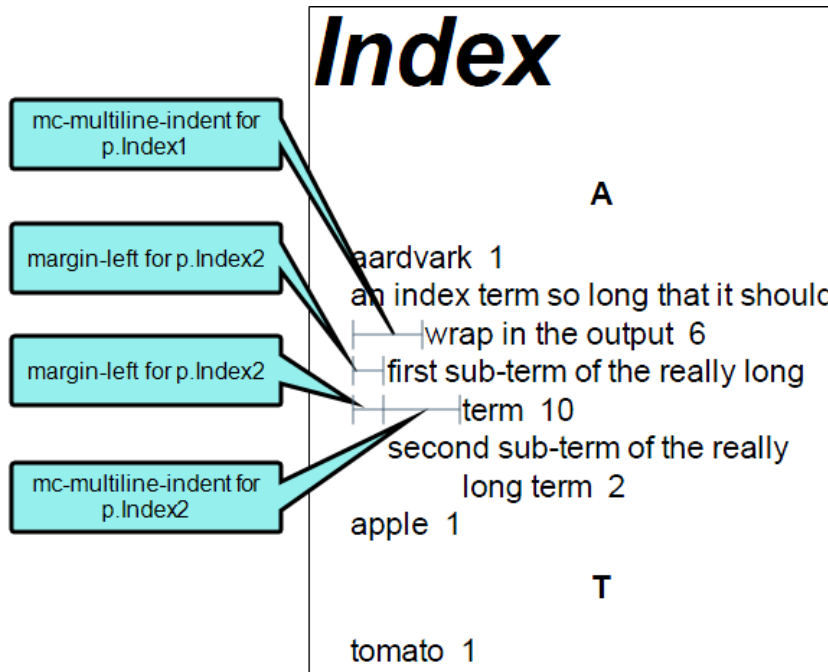 Index
mc-multiline-indent for
p.Index1
margin-left for p.Index2
margin-left for p.Index2
mc-multiline-indent for
p.Index2
A
aardvark 1
an index term so long that it should
wrap in the output 6
first sub-term of the really long
term 10
second sub-term of the really
long term 2
apple 1
T
tomato 1